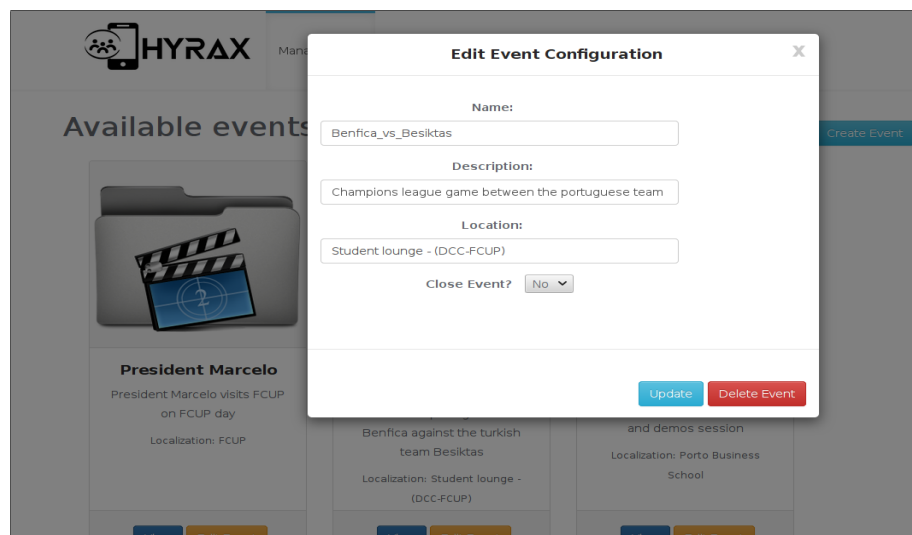 HYRAX
Mana
Edit Event Configuration
X
Available events
Create Event
Name:
Benfica_vs_Besiktas
Description:
Champions league game between the portuguese team
Location:
Student lounge - (DCC-FCUP)
Close Event? No
Update Delete Event
2
President Marcelo
President Marcelo visits FCUP
on FCUP day
Localization: FCUP
Benfica against the turkish
team Besiktas
Localization: Student lounge -
(DCC-FCUP)
and demos session
Localization: Porto Business
School